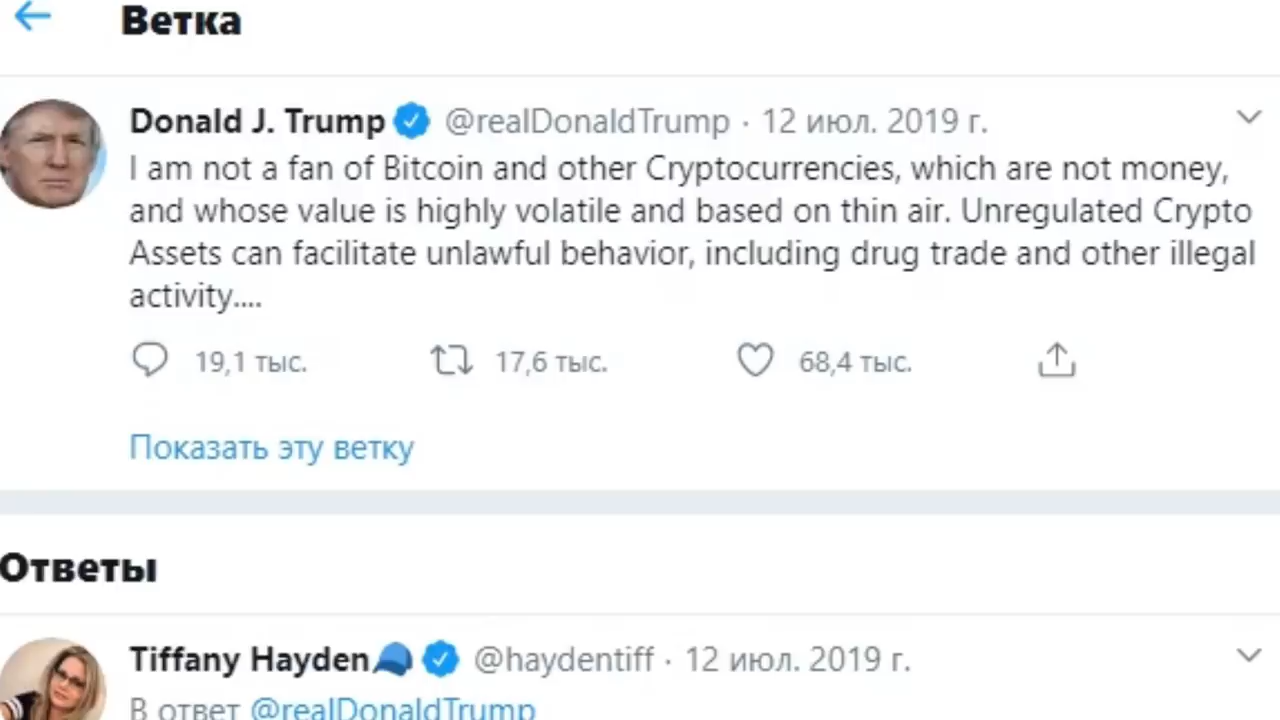 Ветка
Donald J. Trump @realDonaldTrump · 12 июл. 2019 г.
I am not a fan of Bitcoin and other Cryptocurrencies, which are not money,
and whose value is highly volatile and based on thin air. Unregulated Crypto
Assets can facilitate unlawful behavior, including drug trade and other illegal
activity....
19,1 тыс. 17,6 тыс. 68,4 тыс.
Показать эту ветку
Ответы
Tiffany Hayden @haydentiff · 12 июл. 2019 г.
В ответ @realDonaldTrump